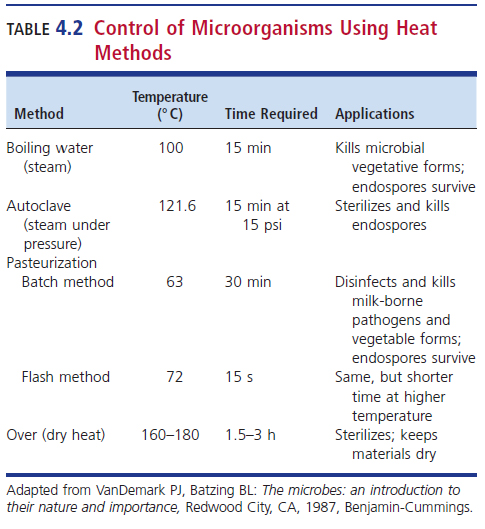 TABLE 4.2 Control of Microorganisms Using Heat
Methods
Temperature
Method (° C) Time Required Applications
Boiling water 100 15 min Kills microbial
(steam) vegetative forms;
endospores survive
Autoclave 121.6 15 min at Sterilizes and kills
(steam under 15 psi endospores
pressure)
Pasteurization
Batch method 63 30 min Disinfects and kills
milk-borne
pathogens and
vegetable forms;
endospores survive
Flash method 72 15 s Same, but shorter
time at higher
temperature
Over (dry heat) 160–180 1.5–3 h Sterilizes; keeps
materials dry
Adapted from VanDemark PJ, Batzing BL: The microbes: an introduction to
their nature and importance, Redwood City, CA, 1987, Benjamin-Cummings.